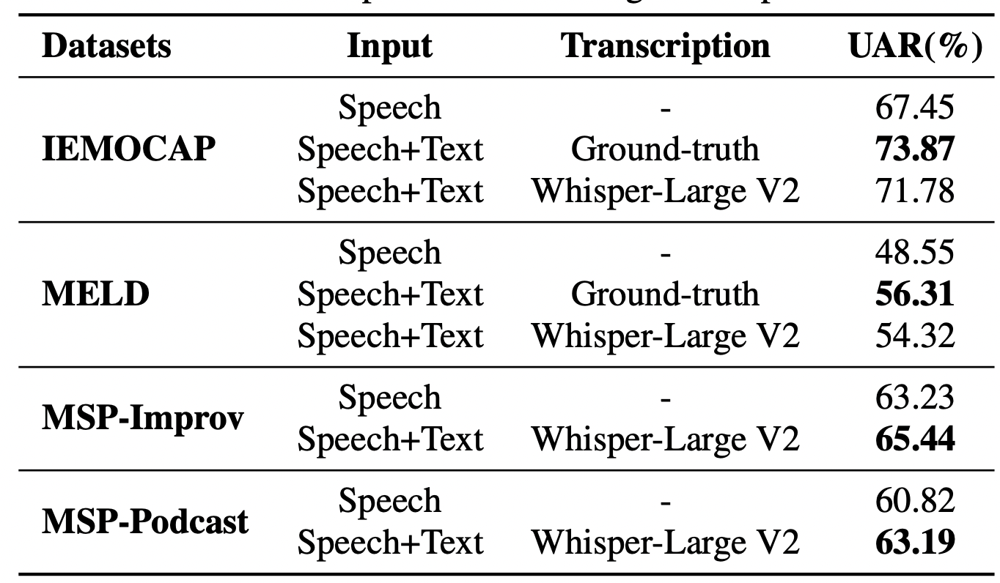 Datasets Input Transcription UAR(%)
Speech - 67.45
IEMOCAP Speech+Text Ground-truth 73.87
Speech+Text Whisper-Large V2 71.78
Speech - 48.55
MELD Speech+Text Ground-truth 56.31
Speech+Text Whisper-Large V2 54.32
MSP-Improv
Speech - 63.23
Speech+Text Whisper-Large V2 65.44
MSP-Podcast
Speech - 60.82
Speech+Text Whisper-Large V2 63.19